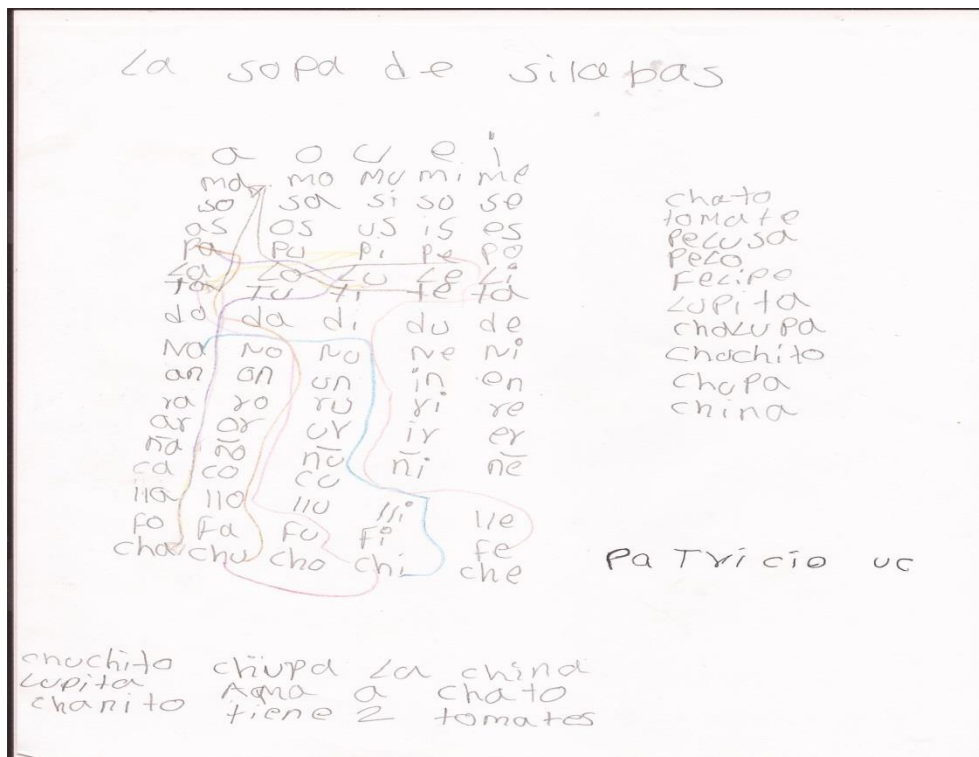 La sopa de silabas
a o u e i
ma mo mu mi me
so sa si so se
as os us is es
pa pu pi pe po
La Lo Lu Le Li
To Tu ti te ta
do da di du de
Na No nu Ne Ni
an on un in en
ra ro ru ri re
ar or ur ir er
ña ño ñu ñi ñe
ca co cu
lla llo llu lli lle
Fo Fa Fu Fi Fe
cha chu cho chi che
chato
tomate
Pelusa
Pelo
Felipe
Lupita
chalupa
Chuchito
Chupa
china
Patricio uc
chuchito chiupa La china
Lupita Ama a chato
chanito tiene 2 tomates